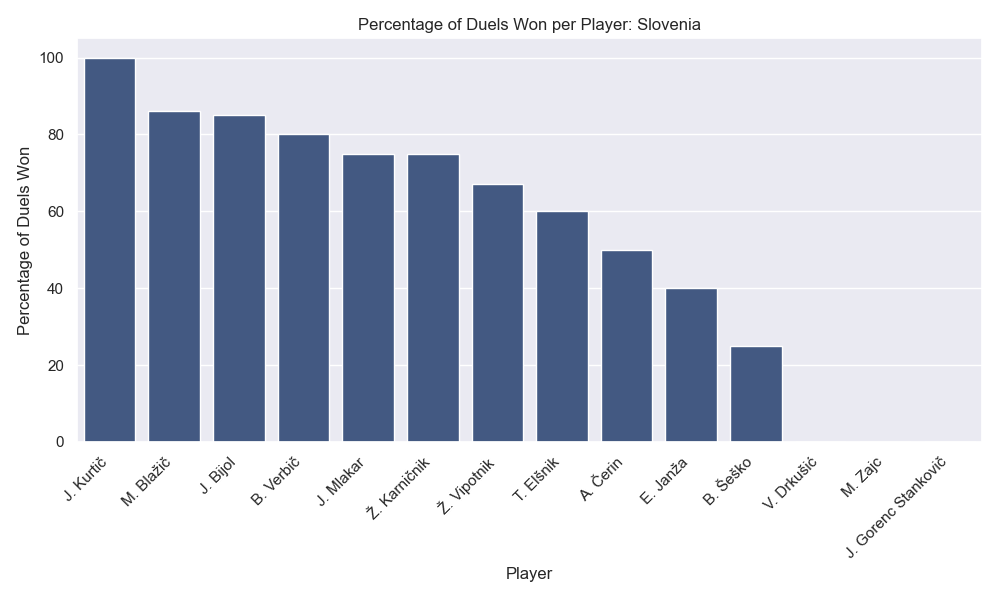 Percentage of Duels Won per Player: Slovenia
Percentage of Duels Won
100
80
60
40
20
0
J. Kurtič
M. Blažič
J. Bijol
B. Verbič
J. Mlakar
Ž. Karničnik
Ž. Vipotnik
T. Elšnik
A. Čerin
E. Janža
B. Šeško
V. Drkušić
M. Zajc
J. Gorenc Stankovič
Player